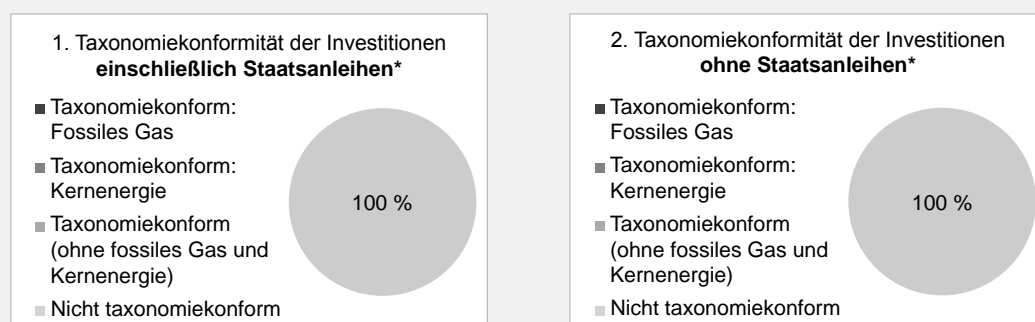 1. Taxonomiekonformität der Investitionen
einschließlich Staatsanleihen*
Taxonomiekonform:
Fossiles Gas
Taxonomiekonform:
Kernenergie
Taxonomiekonform
(ohne fossiles Gas und
Kernenergie)
Nicht taxonomiekonform
100 %
2. Taxonomiekonformität der Investitionen
ohne Staatsanleihen*
Taxonomiekonform:
Fossiles Gas
Taxonomiekonform:
Kernenergie
Taxonomiekonform
(ohne fossiles Gas und
Kernenergie)
Nicht taxonomiekonform
100 %